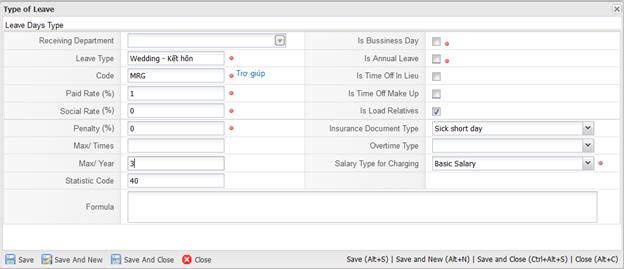 Type of Leave
Leave Days Type
Receiving Department
Is Bussiness Day
Leave Type Wedding - Kết hôn
Is Annual Leave
Code MRG Trợ giúp
Is Time Off In Lieu
Paid Rate (%) 1
Is Time Off Make Up
Social Rate (%) 0
Is Load Relatives
Penalty (%) 0
Insurance Document Type Sick short day
Max/ Times
Overtime Type
Max/ Year 3
Salary Type for Charging Basic Salary
Statistic Code 40
Formula
Save Save And New Save And Close Close Save (Alt+S) | Save and New (Alt+N) | Save and Close (Ctrl+Alt+S) | Close (Alt+C)